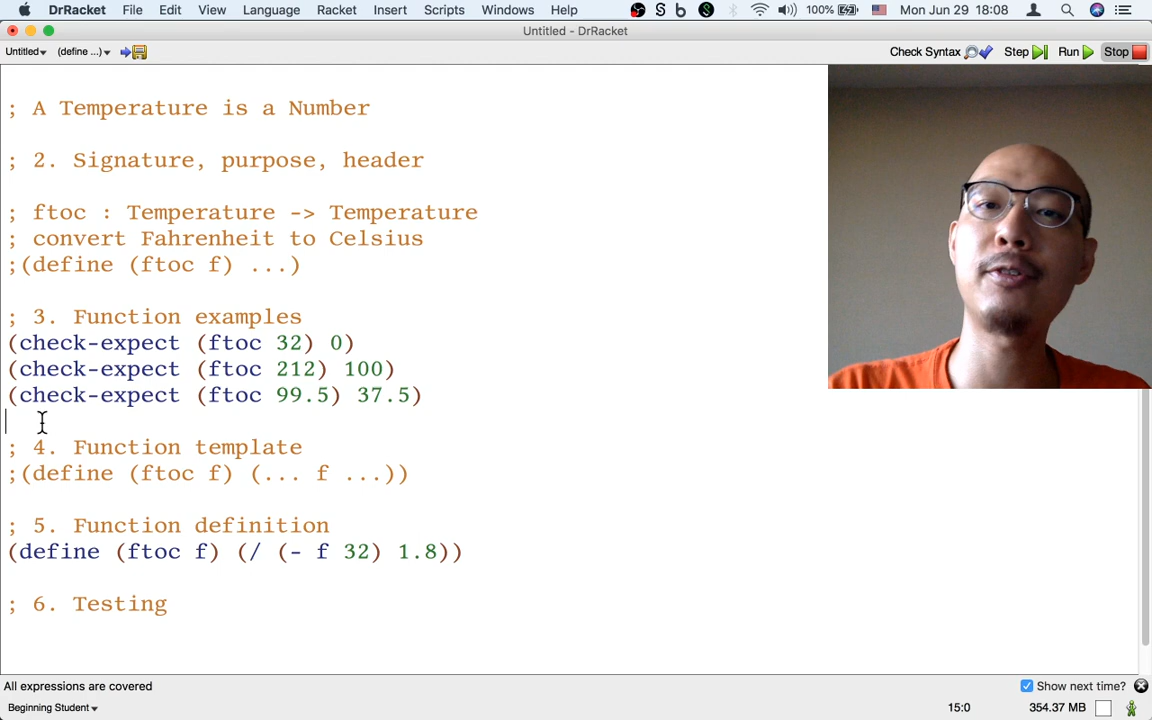 DrRacket File Edit View Language Racket Insert Scripts Windows Help 100% Mon Jun 29 18:08
Untitled - DrRacket
Untitled (define ...) Check Syntax Step Run Stop
; A Temperature is a Number
; 2. Signature, purpose, header
; ftoc : Temperature -> Temperature
; convert Fahrenheit to Celsius
;(define (ftoc f) ...)
; 3. Function examples
(check-expect (ftoc 32) 0)
(check-expect (ftoc 212) 100)
(check-expect (ftoc 99.5) 37.5)
; 4. Function template
;(define (ftoc f) (... f ...))
; 5. Function definition
(define (ftoc f) (/ (- f 32) 1.8))
; 6. Testing
All expressions are covered Show next time?
Beginning Student 15:0 354.37 MB